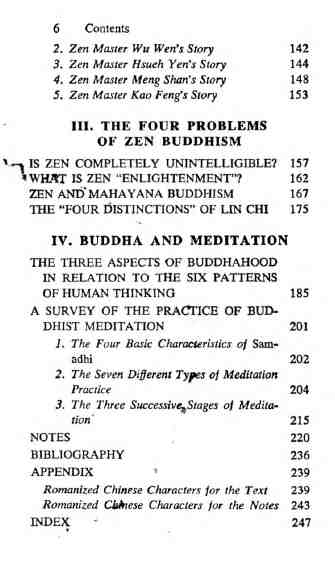 6 Contents
2. Zen Master Wu Wen's Story 142
3. Zen Master Hsueh Yen's Story 144
4. Zen Master Meng Shan's Story 148
5. Zen Master Kao Feng's Story 153
III. THE FOUR PROBLEMS
OF ZEN BUDDHISM
IS ZEN COMPLETELY UNINTELLIGIBLE? 157
WHAT IS ZEN "ENLIGHTENMENT"? 162
ZEN AND MAHAYANA BUDDHISM 167
THE "FOUR DISTINCTIONS" OF LIN CHI 175
IV. BUDDHA AND MEDITATION
THE THREE ASPECTS OF BUDDHAHOOD
IN RELATION TO THE SIX PATTERNS
OF HUMAN THINKING 185
A SURVEY OF THE PRACTICE OF BUD-
DHIST MEDITATION 201
1. The Four Basic Characteristics of Sam-
adhi 202
2. The Seven Different Types of Meditation
Practice 204
3. The Three Successive Stages of Medita-
tion 215
NOTES 220
BIBLIOGRAPHY 236
APPENDIX 239
Romanized Chinese Characters for the Text 239
Romanized Chinese Characters for the Notes 243
INDEX 247